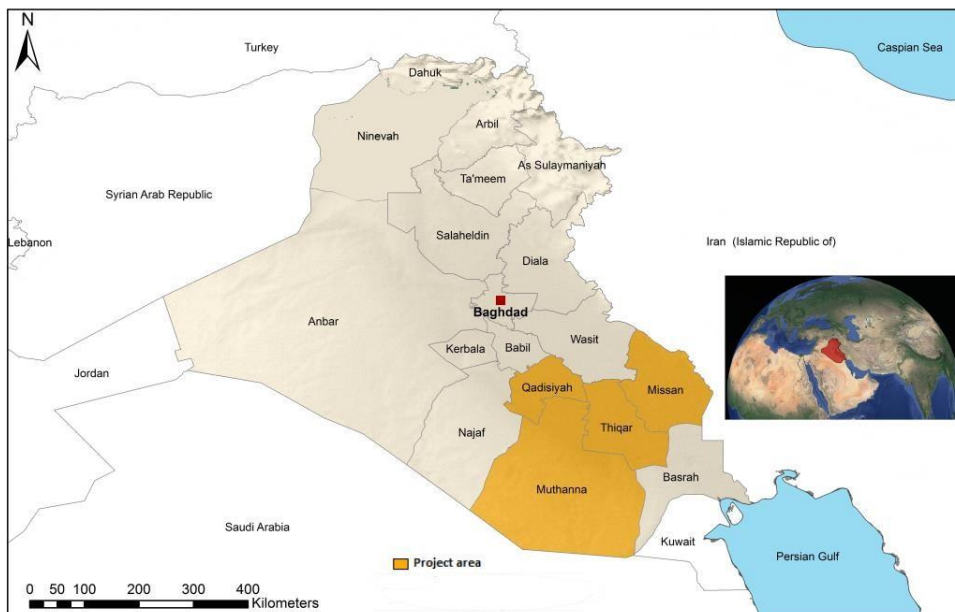 N
Turkey
Caspian Sea
Dahuk
Arbil
Ninevah
As Sulaymaniyah
Ta'meem
Syrian Arab Republic
Salaheldin
Lebanon
Iran (Islamic Republic of)
Diala
Baghdad
Anbar
Wasit
Kerbala
Babil
Jordan
Qadisiyah
Missan
Thiqar
Najaf
Basrah
Muthanna
Saudi Arabia
Kuwait
Persian Gulf
Project area
0 50 100 200 300 400
Kilometers